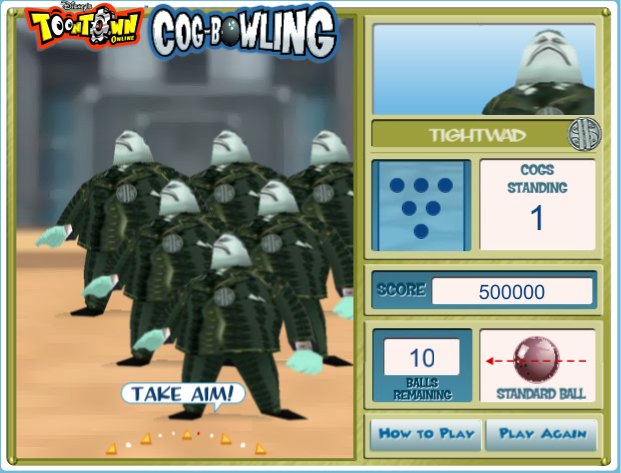 Disney's
TOONTOWN
ONLINE
COG-BOWLING
TIGHTWAD
COGS
STANDING
1
SCORE 500000
10
BALLS
REMAINING
STANDARD BALL
TAKE AIM!
HOW TO PLAY
PLAY AGAIN